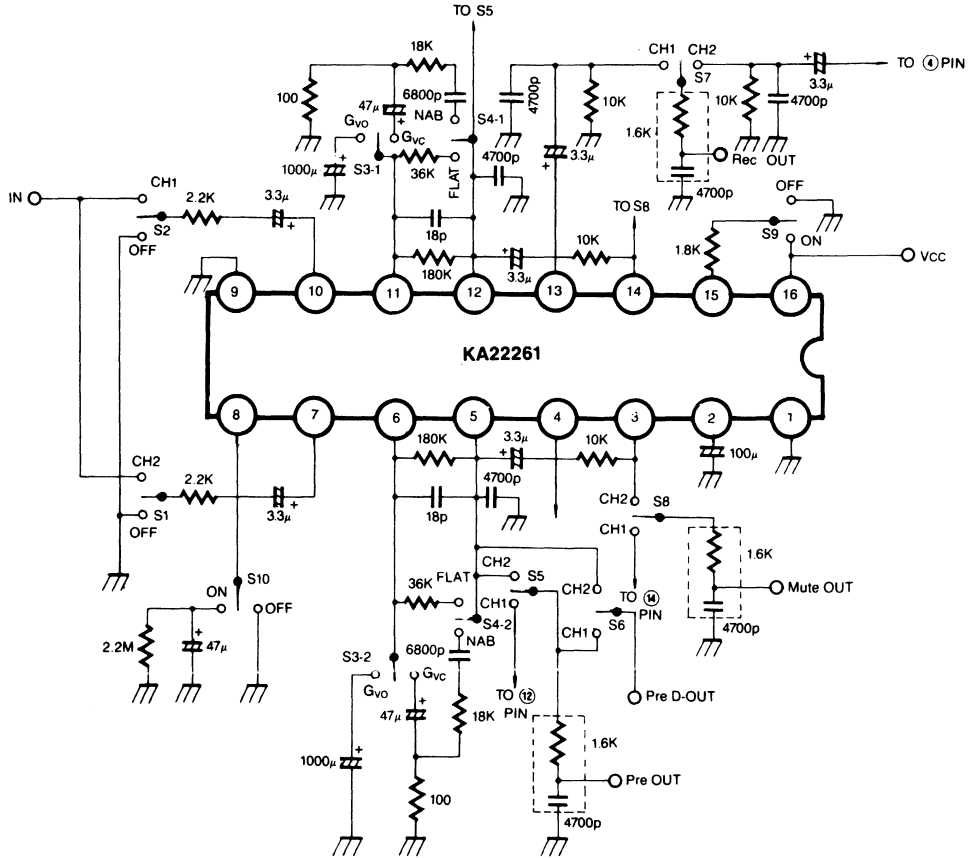 TO S5
18K
CH1 CH2
S7
TO ④ PIN
+
3.3μ
100
47μ
+
6800p
NAB
S4-1
4700p
10K
1.6K
10K
4700p
GVO
GVC
+
1000μ
S3-1
36K
FLAT
4700p
3.3μ
+
Rec OUT
4700p
IN
CH1
2.2K
3.3μ
+
S2
OFF
18p
180K
3.3μ
+
10K
TO S8
OFF
S9
ON
1.8K
VCC
9 10 11 12 13 14 15 16
KA22261
8 7 6 5 4 3 2 1
180K
3.3μ
+
10K
100μ
CH2
2.2K
3.3μ
+
S1
OFF
18p
4700p
CH2
S8
CH1
1.6K
Mute OUT
4700p
TO ⑭
PIN
S10
ON
OFF
2.2M
+
47μ
36K
FLAT
CH2
S5
CH1
S4-2
NAB
6800p
CH2
S6
CH1
S3-2
GVO
GVC
+
47μ
18K
TO ⑫
PIN
Pre D-OUT
+
1000μ
100
1.6K
Pre OUT
4700p